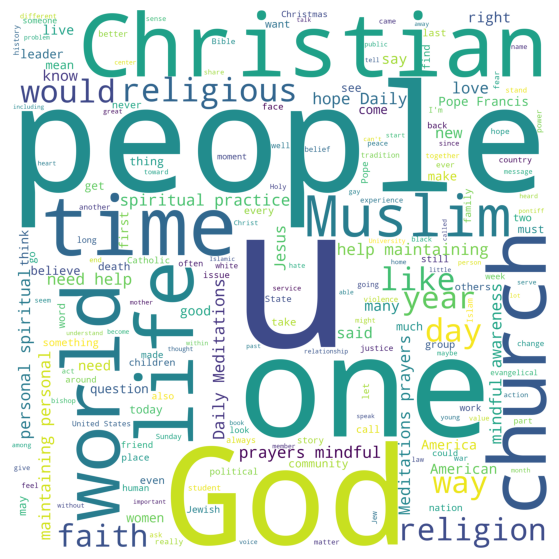 Christian
people
u
one
God
time
life
world
church
Muslim
religious
religion
faith
would
like
year
day
way
hope Daily
spiritual practice
help maintaining
need help
prayers mindful
Daily Meditations
Meditations prayers
mindful awareness
personal spiritual
maintaining personal
Pope Francis
Jesus
many
said
new
love
right
leader
know
mean
live
someone
better
sense
Bible
Christmas
talk
came
away
public
tell
last
name
fear
stand
power
center
share
want
find
say
different
history
including
heart
great
never
face
see
come
moment
well
belief
can't
start
peace
toward
thing
get
another
first
every
Holy
Christ
Pope
tradition
I'm
back
since
hope
country
message
together
ever
make
heard
pontiff
family
gay
experience
black
called
two
must
long
end
go
think
believe
death
Catholic
often
issue
white
Islamic
hate
State
service
University
home
little
person
going
able
violence
Islam
still
others
week
serve
change
evangelical
seem
word
mother
understand
become
thought
within
good
something
made
children
act
around
need
question
also
today
bishop
United States
Sunday
friend
place
human
even
women
political
Jewish
student
community
story
always
member
take
past
might
justice
relationship
let
speak
book
look
call
much
group
maybe
work
young
value
action
America
American
could
war
law
nation
part
month
among
give
may
feel
without
important
ask
really
voice
matter
Jew